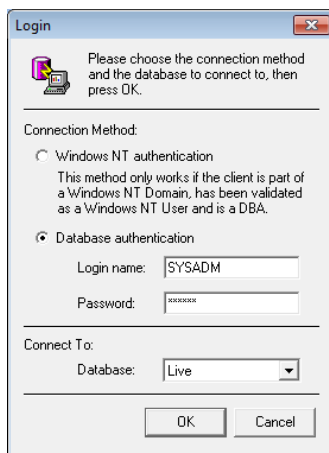 Login
Please choose the connection method
and the database to connect to, then
press OK.
Connection Method:
Windows NT authentication
This method only works if the client is part of
a Windows NT Domain, has been validated
as a Windows NT User and is a DBA.
Database authentication
Login name: SYSADM
Password: ******
Connect To:
Database: Live
OK Cancel